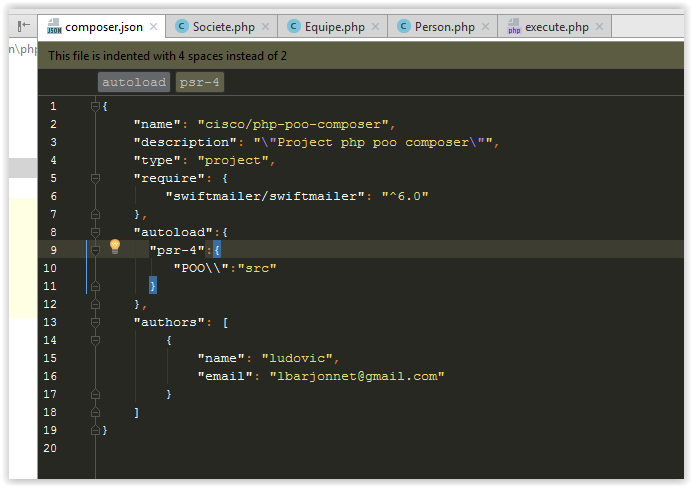 composer.json × Societe.php × Equipe.php × Person.php × execute.php ×
n\php
This file is indented with 4 spaces instead of 2
autoload psr-4
1 {
2 "name": "cisco/php-poo-composer",
3 "description": "\"Project php poo composer\"",
4 "type": "project",
5 "require": {
6 "swiftmailer/swiftmailer": "^6.0"
7 },
8 "autoload":{
9 "psr-4":{
10 "POO\\":"src"
11 }
12 },
13 "authors": [
14 {
15 "name": "ludovic",
16 "email": "lbarjonnet@gmail.com"
17 }
18 ]
19 }
20